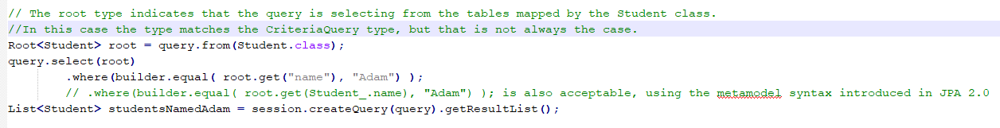 // The root type indicates that the query is selecting from the tables mapped by the Student class.
//In this case the type matches the CriteriaQuery type, but that is not always the case.
Root<Student> root = query.from(Student.class);
query.select(root)
        .where(builder.equal( root.get("name"), "Adam") );
        // .where(builder.equal( root.get(Student_.name), "Adam") ); is also acceptable, using the metamodel syntax introduced in JPA 2.0
List<Student> studentsNamedAdam = session.createQuery(query).getResultList();